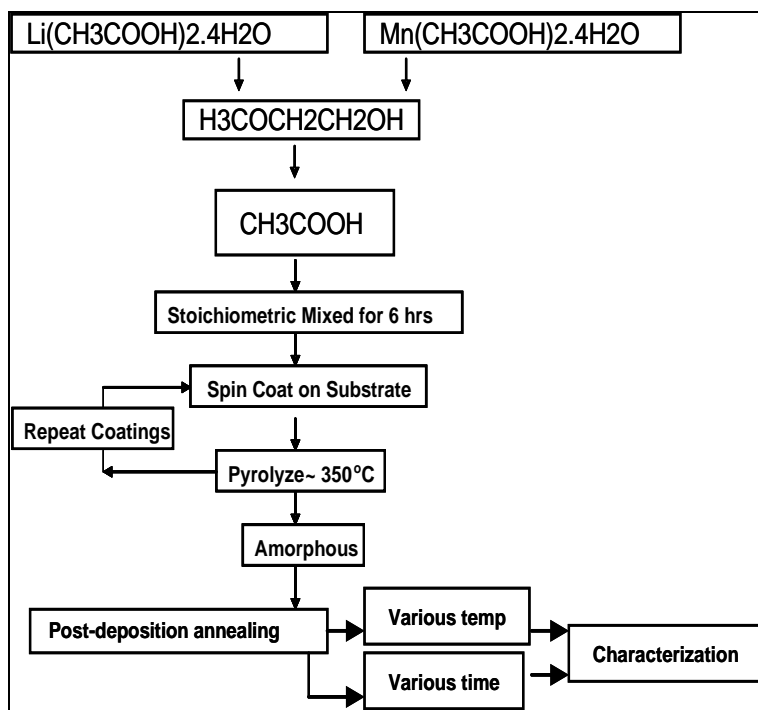 Li(CH3COOH)2.4H2O
Mn(CH3COOH)2.4H2O
H3COCH2CH2OH
CH3COOH
Stoichiometric Mixed for 6 hrs
Spin Coat on Substrate
Repeat Coatings
Pyrolyze~ 350°C
Amorphous
Post-deposition annealing
Various temp
Various time
Characterization